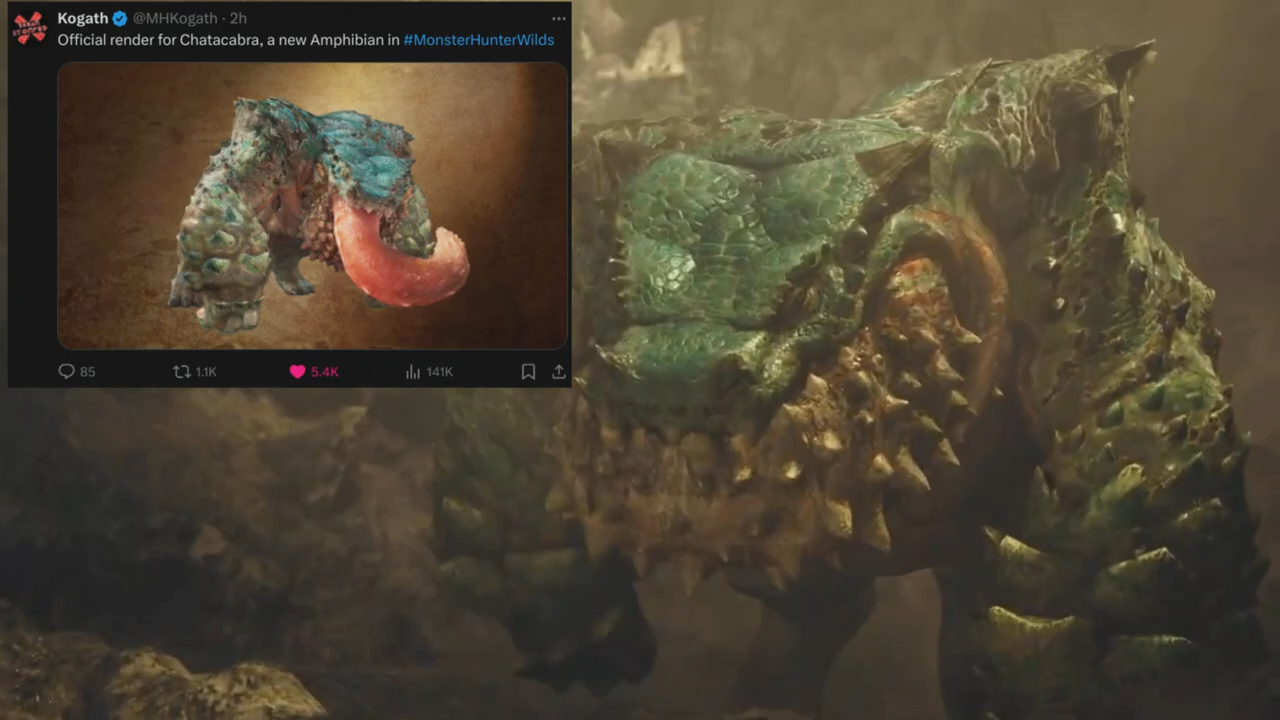 Kogath @MHKogath · 2h
Official render for Chatacabra, a new Amphibian in #MonsterHunterWilds
85 1.1K 5.4K 141K